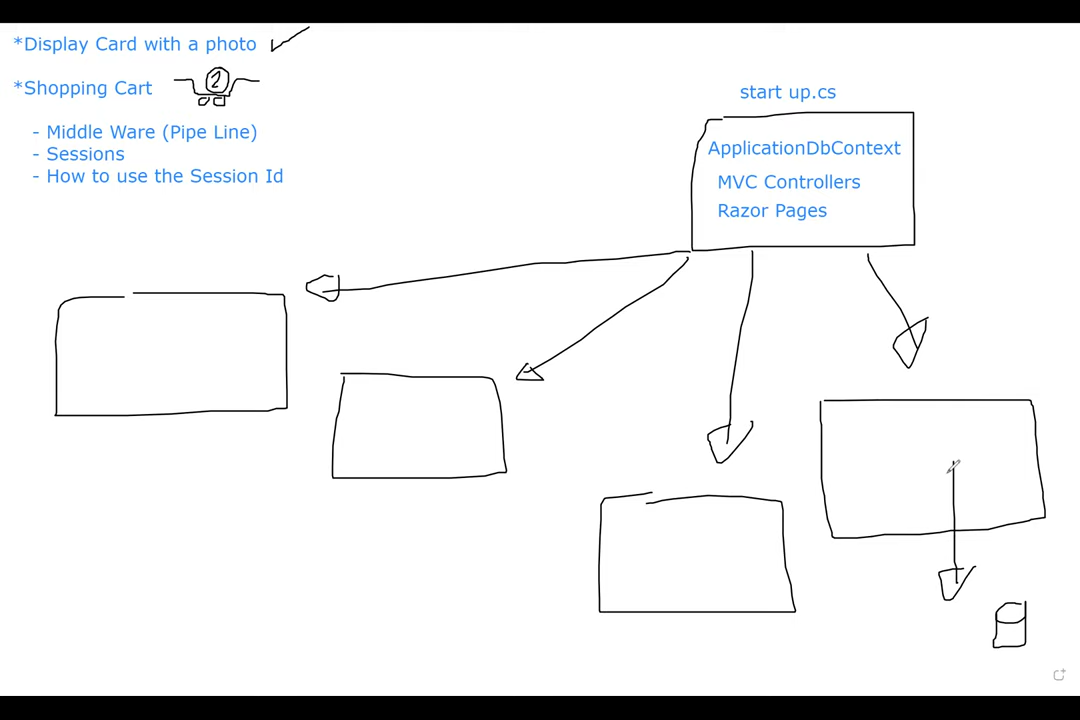 *Display Card with a photo
*Shopping Cart
2
- Middle Ware (Pipe Line)
- Sessions
- How to use the Session Id
start up.cs
ApplicationDbContext
MVC Controllers
Razor Pages